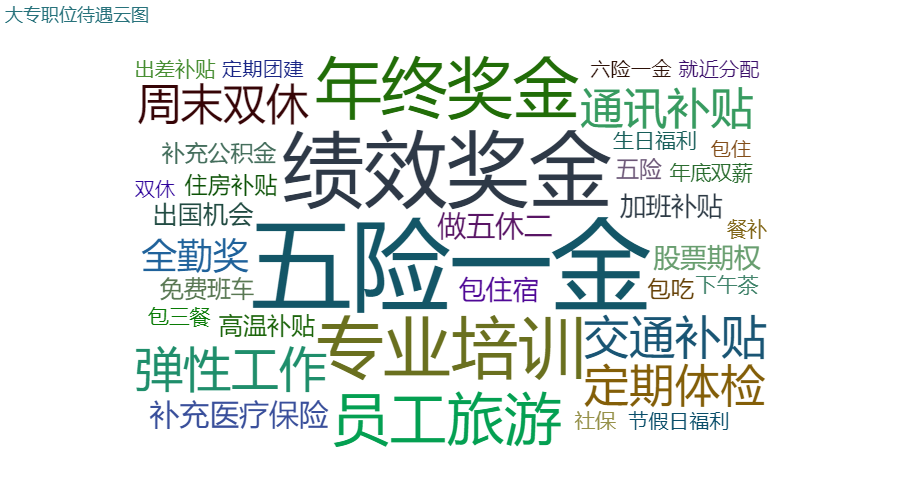 大专职位待遇云图
出差补贴 定期团建 年终奖金 六险一金 就近分配
周末双休 通讯补贴
补充公积金 绩效奖金 生日福利 包住
双休 住房补贴 五险 年底双薪
出国机会 做五休二 加班补贴 餐补
全勤奖 五险一金 股票期权
免费班车 包住宿 包吃 下午茶
包三餐 高温补贴 专业培训 交通补贴
弹性工作 定期体检
补充医疗保险 员工旅游 社保 节假日福利